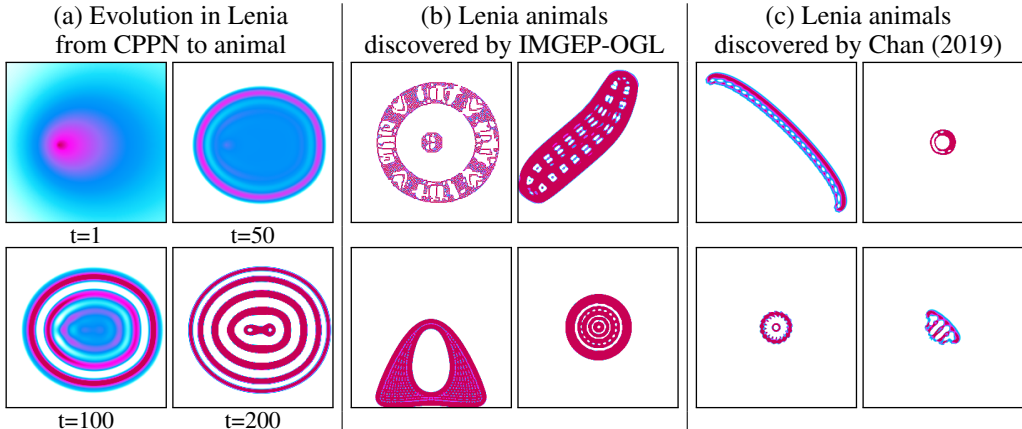 (a) Evolution in Lenia
from CPPN to animal
t=1
t=50
t=100
t=200
(b) Lenia animals
discovered by IMGEP-OGL
(c) Lenia animals
discovered by Chan (2019)